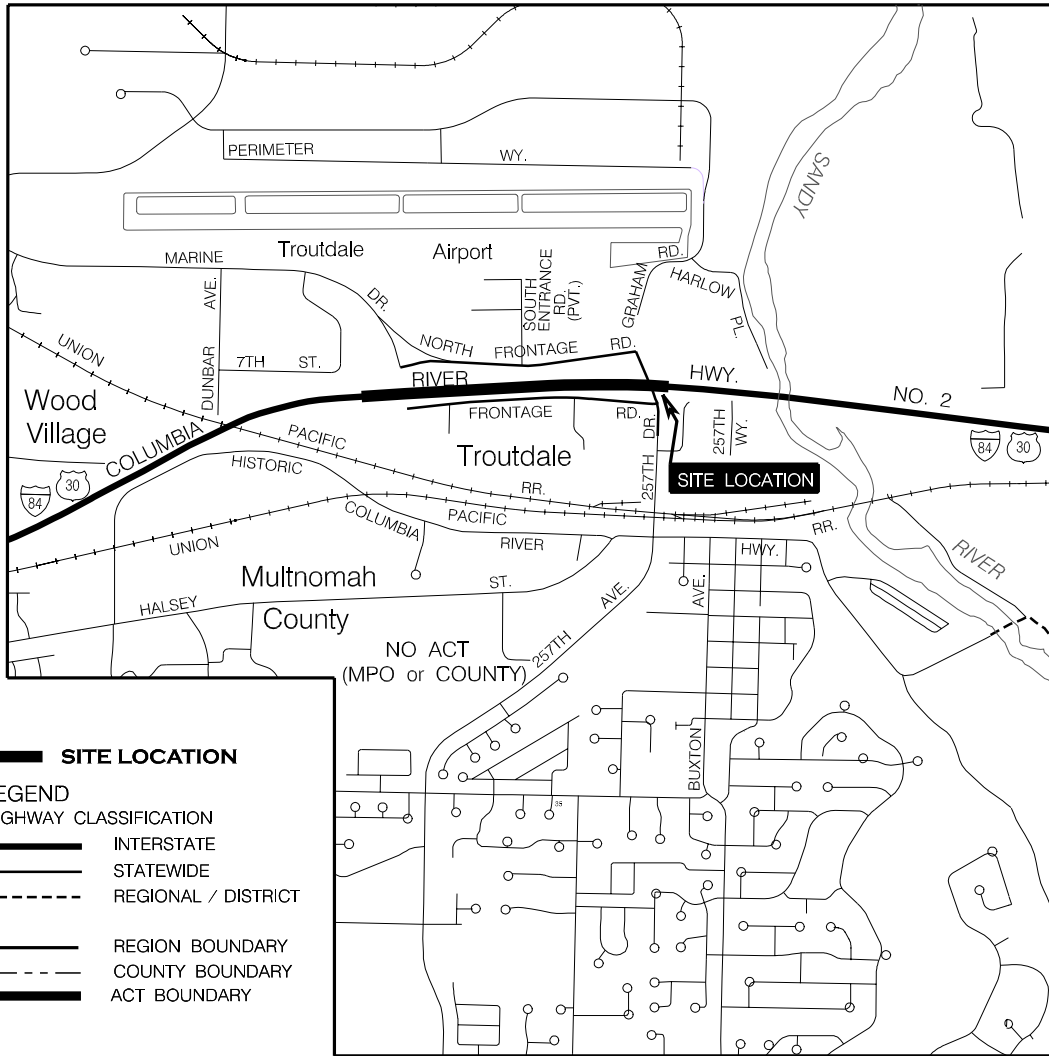 PERIMETER WY.
SANDY
Troutdale Airport
MARINE
DR.
RD.
GRAHAM
HARLOW
PL.
SOUTH
ENTRANCE
RD.
(PVT.)
AVE.
DUNBAR
UNION
NORTH FRONTAGE RD.
7TH ST.
RIVER
HWY.
NO. 2
Wood
Village
COLUMBIA
FRONTAGE RD.
257TH DR.
257TH
WY.
PACIFIC
HISTORIC
Troutdale
84
30
84
30
RR.
SITE LOCATION
COLUMBIA
PACIFIC
RR.
UNION
RIVER
HWY.
RIVER
Multnomah
County
ST.
HALSEY
AVE.
257TH
AVE.
NO ACT
(MPO or COUNTY)
BUXTON
35
SITE LOCATION
EGEND
GHWAY CLASSIFICATION
INTERSTATE
STATEWIDE
REGIONAL / DISTRICT
REGION BOUNDARY
COUNTY BOUNDARY
ACT BOUNDARY